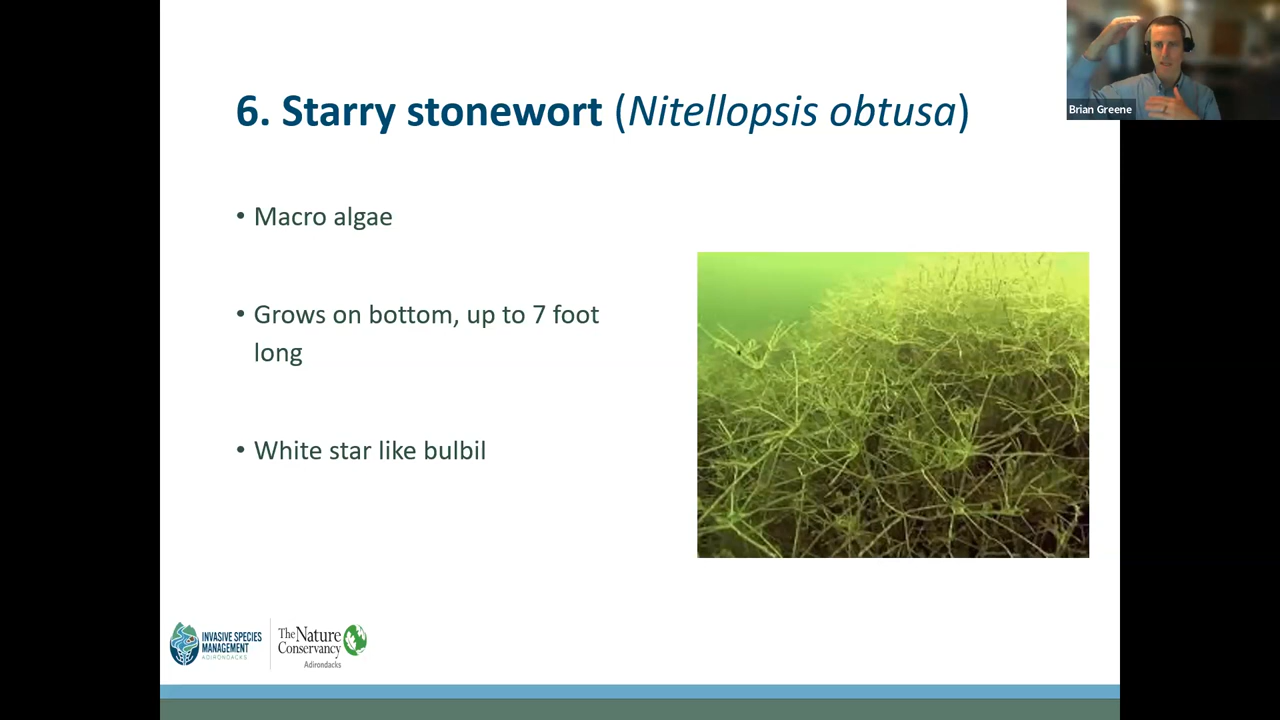 6. Starry stonewort (Nitellopsis obtusa)
Brian Greene
• Macro algae
• Grows on bottom, up to 7 foot
long
• White star like bulbil
INVASIVE SPECIES
MANAGEMENT
ADIRONDACKS
The Nature
Conservancy
Adirondacks